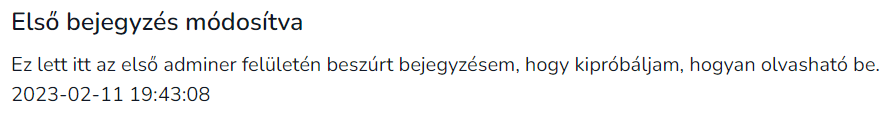 Első bejegyzés módosítva
Ez lett itt az első adminer felületén beszúrt bejegyzésem, hogy kipróbáljam, hogyan olvasható be.
2023-02-11 19:43:08